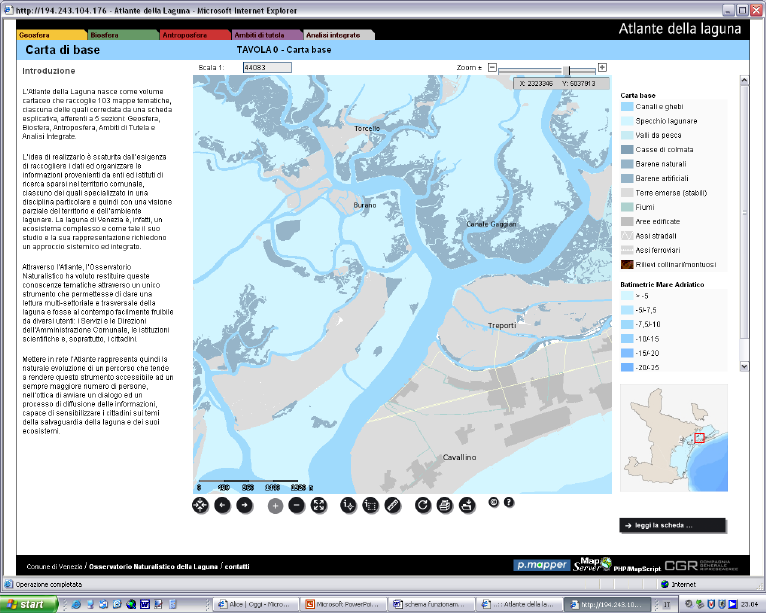 http://194.243.104.176 - Atlante della Laguna - Microsoft Internet Explorer
Atlante della laguna
Geosfera
Biosfera
Antroposfera
Ambiti di tutela
Analisi integrate
Carta di base
TAVOLA 0 - Carta base
Introduzione
L'Atlante della Laguna nasce come volume
cartaceo che raccoglie 103 mappe tematiche,
ciascuna delle quali corredata da una scheda
esplicativa, afferenti a 5 sezioni: Geosfera,
Biosfera, Antroposfera, Ambiti di Tutela e
Analisi Integrate.
L'idea di realizzarlo è scaturita dall'esigenza
di raccogliere i dati ed organizzare le
informazioni provenienti da enti ed istituti di
ricerca sparsi nel territorio comunale,
ciascuno dei quali specializzato in una
disciplina particolare e quindi con una visione
parziale del territorio e dell'ambiente
lagunare. La laguna di Venezia è, infatti, un
ecosistema complesso e come tale il suo
studio e la sua rappresentazione richiedono
un approccio sistemico ed integrato.
Attraverso l'Atlante, l'Osservatorio
Naturalistico ha voluto restituire queste
conoscenze tematiche attraverso un unico
strumento che permettesse di dare una
lettura multi-settoriale e trasversale della
laguna e fosse al contempo facilmente fruibile
da diversi utenti: i Servizi e le Direzioni
dell'Amministrazione Comunale, le istituzioni
scientifiche e, soprattutto, i cittadini.
Mettere in rete l'Atlante rappresenta quindi la
naturale evoluzione di un percorso che tende
a rendere questo strumento accessibile ad un
sempre maggiore numero di persone,
nell'ottica di avviare un dialogo ed un
processo di diffusione delle informazioni,
capace di sensibilizzare i cittadini sui temi
della salvaguardia della laguna e dei suoi
ecosistemi.
Scala 1: 44083
Zoom ±
X: 2323346 Y: 5037913
Torcello
Burano
Canale Gaggian
Treporti
Cavallino
Carta base
Canali e ghebi
Specchio lagunare
Valli da pesca
Casse di colmata
Barene naturali
Barene artificiali
Terre emerse (stabili)
Fiumi
Aree edificate
Assi stradali
Assi ferroviari
Rilievi collinari/montuosi
Batimetrie Mare Adriatico
> -5
-5/-7,5
-7,5/-10
-10/-15
-15/-20
-20/-25
leggi la scheda ...
Comune di Venezia / Osservatorio Naturalistico della Laguna / contatti
p.mapper
Map Server
PHP/MapScript
CGR
COMPAGNIA
GENERALE
Operazione completata
Internet
start
Alice | Oggi - Micro...
Microsoft PowerPoi...
schema funzionam...
..:: Atlante della la...
http://194.243.10...
IT
23.04